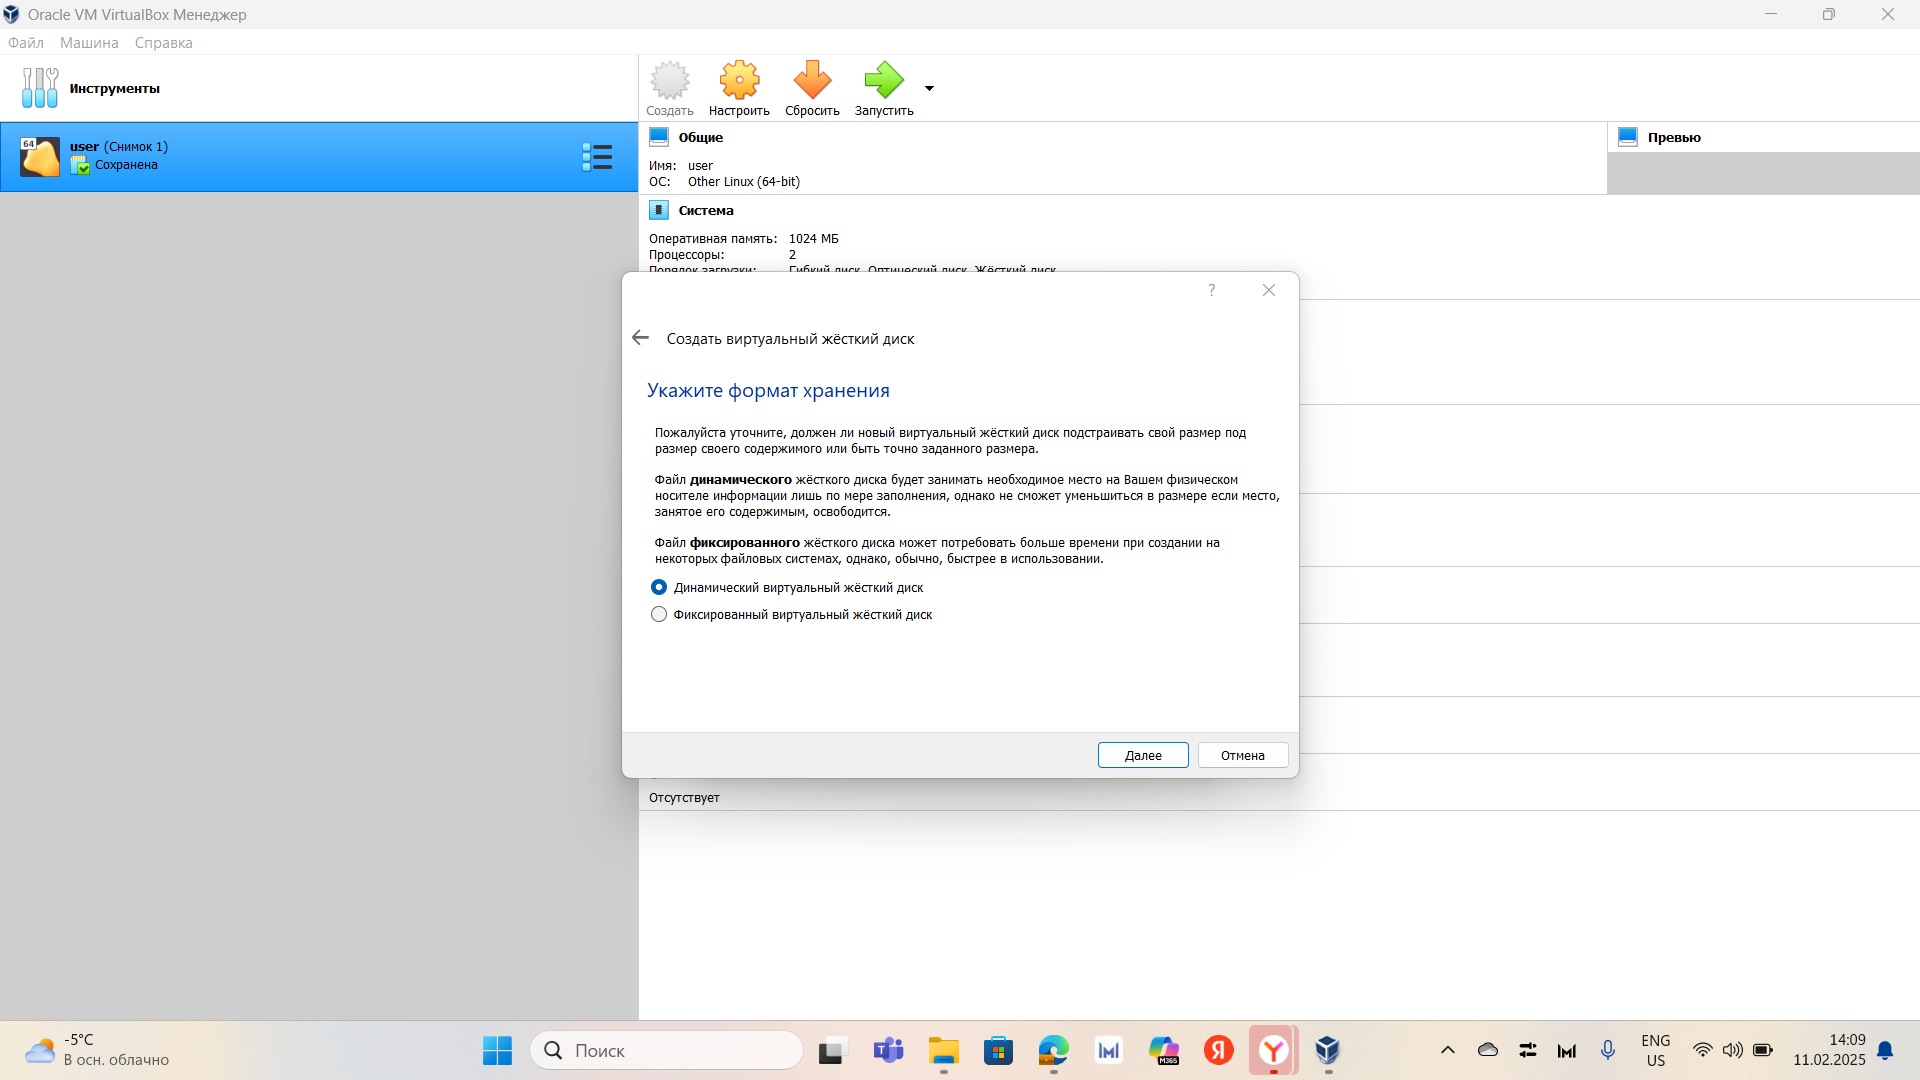 Oracle VM VirtualBox Менеджер
Файл Машина Справка
Инструменты
Создать Настроить Сбросить Запустить
64
user (Снимок 1)
Сохранена
Общие
Имя: user
ОС: Other Linux (64-bit)
Превью
Система
Оперативная память: 1024 МБ
Процессоры: 2
Порядок загрузки: Гибкий диск, Оптический диск, Жёсткий диск
?
Создать виртуальный жёсткий диск
Укажите формат хранения
Пожалуйста уточните, должен ли новый виртуальный жёсткий диск подстраивать свой размер под
размер своего содержимого или быть точно заданного размера.
Файл динамического жёсткого диска будет занимать необходимое место на Вашем физическом
носителе информации лишь по мере заполнения, однако не сможет уменьшиться в размере если место,
занятое его содержимым, освободится.
Файл фиксированного жёсткого диска может потребовать больше времени при создании на
некоторых файловых системах, однако, обычно, быстрее в использовании.
Динамический виртуальный жёсткий диск
Фиксированный виртуальный жёсткий диск
Далее Отмена
Отсутствует
-5°C
В осн. облачно
Поиск
M365
Я
ENG
US
14:09
11.02.2025